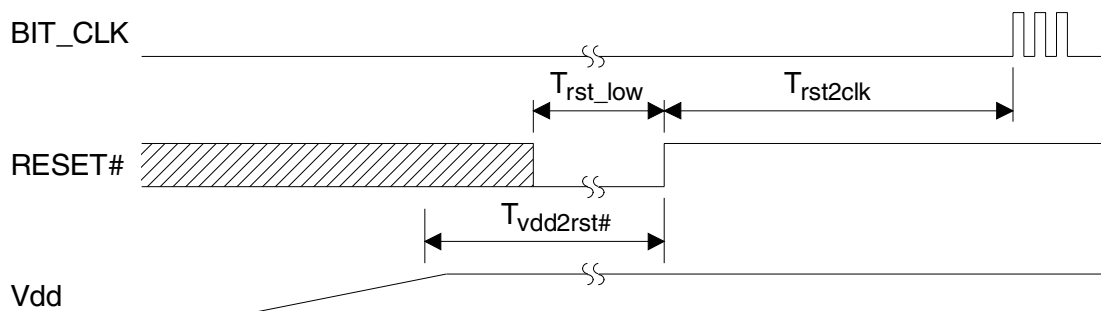 BIT_CLK
Trst_low
Trst2clk
RESET#
Tvdd2rst#
Vdd